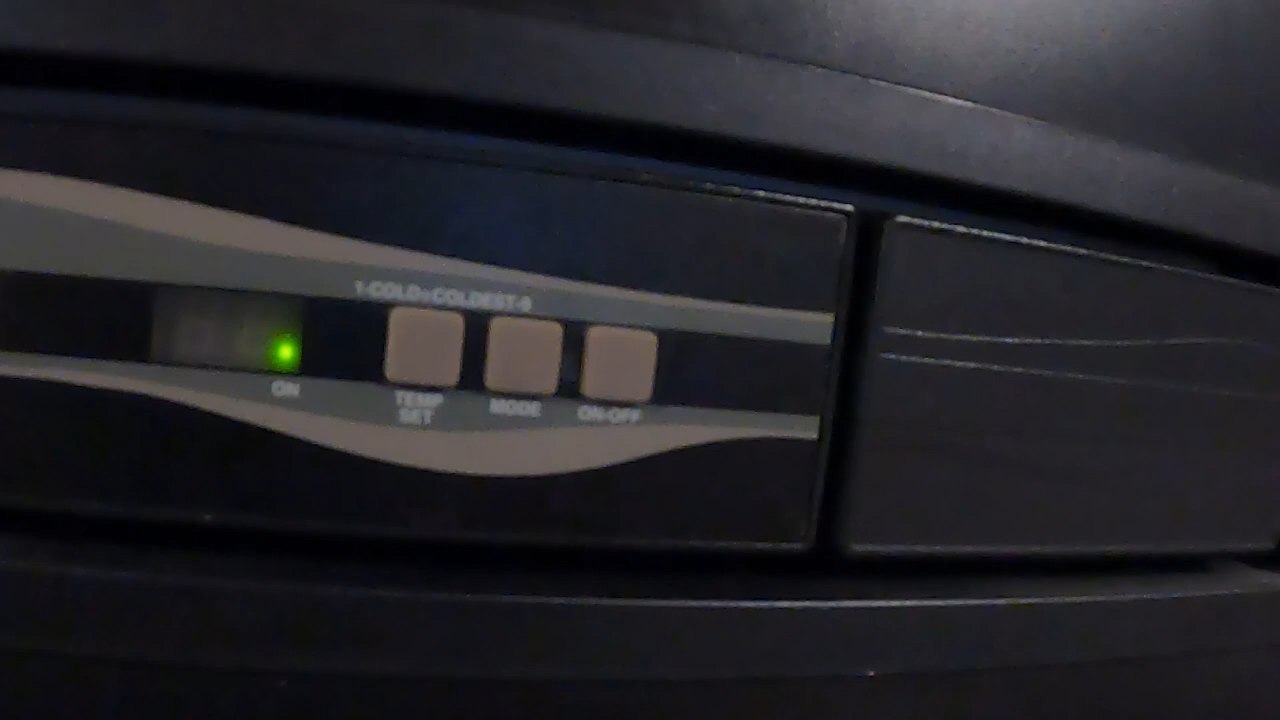 1-COLD::COLDEST-9
ON
TEMP
SET
MODE
ON-OFF